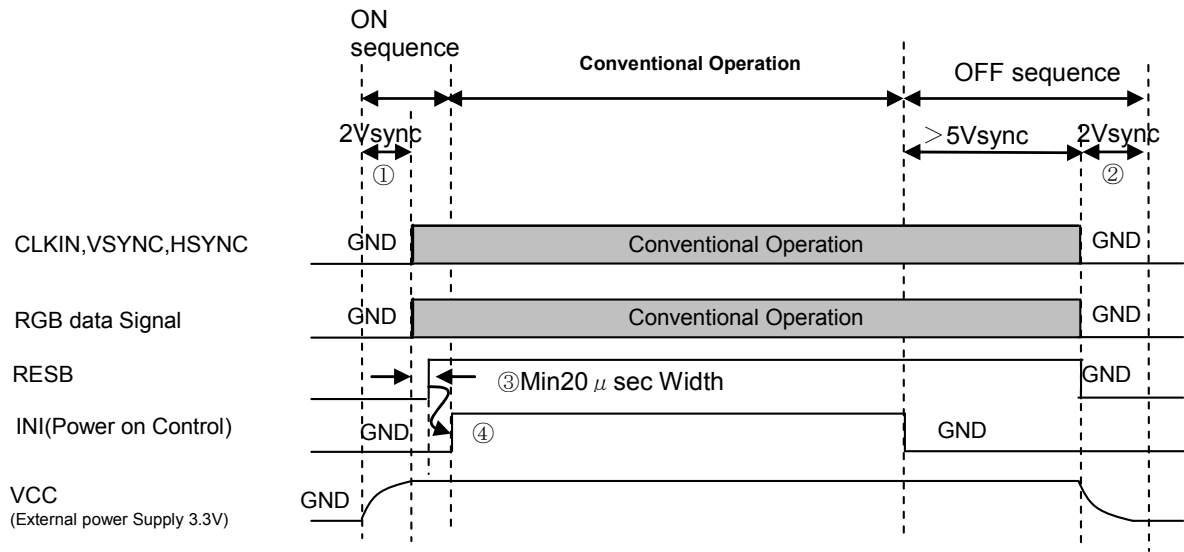 ON
sequence
Conventional Operation
OFF sequence
2Vsync
>5Vsync
2Vsync
①
②
CLKIN,VSYNC,HSYNC
GND
Conventional Operation
GND
RGB data Signal
GND
Conventional Operation
GND
RESB
③Min20 μ sec Width
GND
INI(Power on Control)
GND
④
GND
VCC
(External power Supply 3.3V)
GND